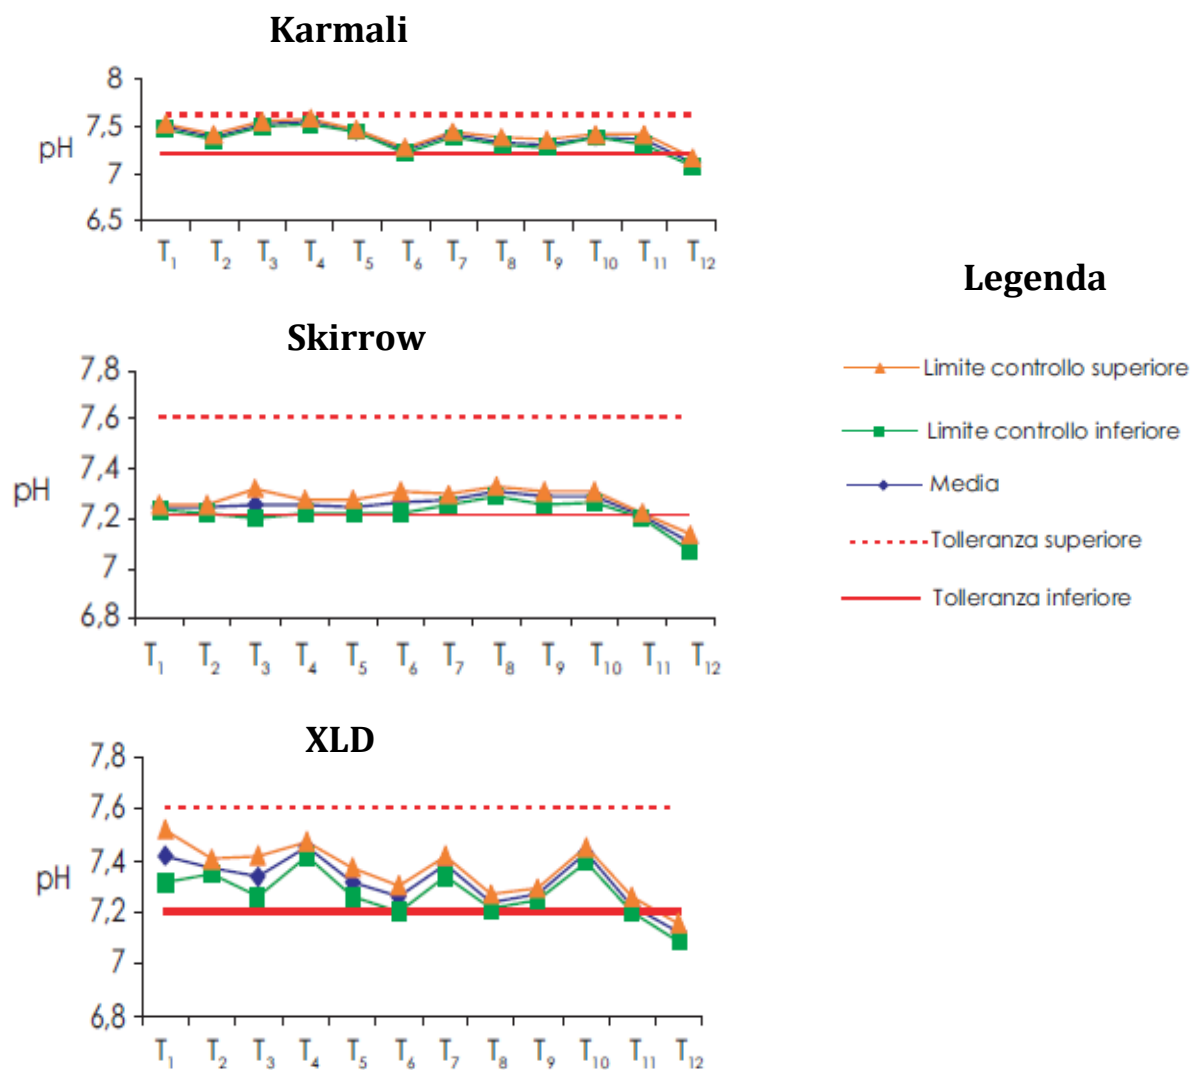 Karmali
8
7,5
pH
7
6,5
T1 T2 T3 T4 T5 T6 T7 T8 T9 T10 T11 T12
Skirrow
7,8
7,6
7,4
pH
7,2
7
6,8
T1 T2 T3 T4 T5 T6 T7 T8 T9 T10 T11 T12
XLD
7,8
7,6
7,4
pH
7,2
7
6,8
T1 T2 T3 T4 T5 T6 T7 T8 T9 T10 T11 T12
Legenda
Limite controllo superiore
Limite controllo inferiore
Media
Tolleranza superiore
Tolleranza inferiore